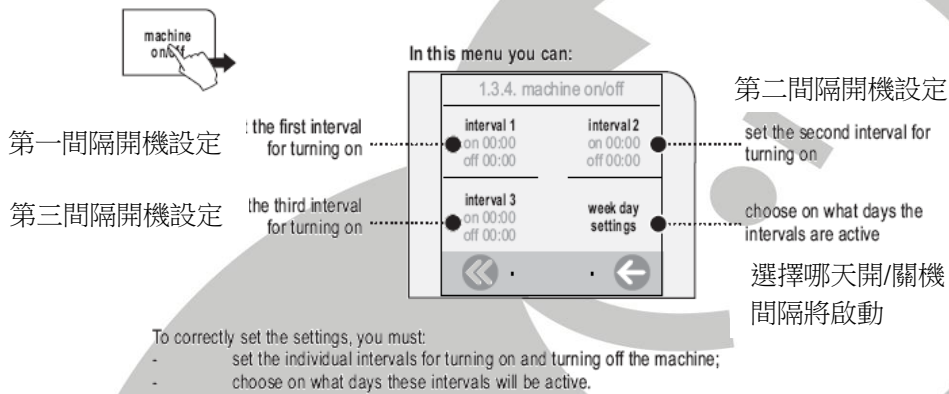 machine
on/off
In this menu you can:
1.3.4. machine on/off
第二間隔開機設定
第一間隔開機設定
the first interval
for turning on
interval 1
on 00:00
off 00:00
interval 2
on 00:00
off 00:00
set the second interval for
turning on
第三間隔開機設定
the third interval
for turning on
interval 3
on 00:00
off 00:00
week day
settings
choose on what days the
intervals are active
選擇哪天開/關機
間隔將啟動
To correctly set the settings, you must:
- set the individual intervals for turning on and turning off the machine;
- choose on what days these intervals will be active.